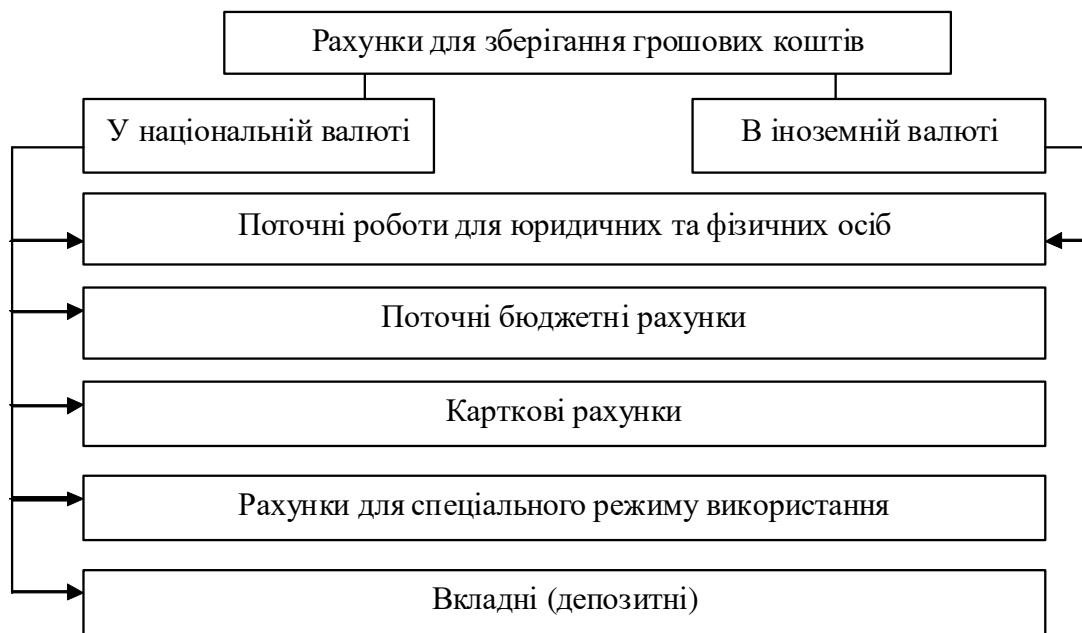 Рахунки для зберігання грошових коштів
У національній валюті
В іноземній валюті
Поточні роботи для юридичних та фізичних осіб
Поточні бюджетні рахунки
Карткові рахунки
Рахунки для спеціального режиму використання
Вкладні (депозитні)